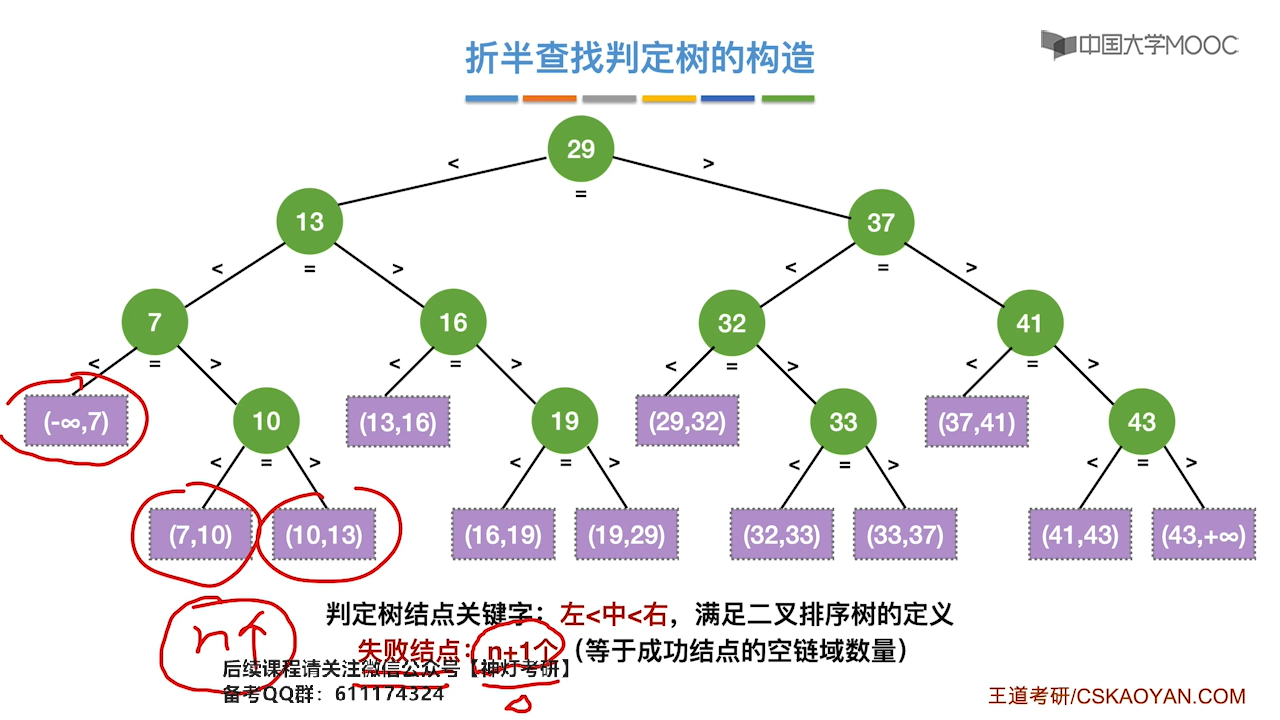 折半查找判定树的构造
中国大学MOOC
29
< >
=
13 37
< = > < = >
7 16 32 41
< = > < = > < = > < = >
(-∞,7) 10 (13,16) 19 (29,32) 33 (37,41) 43
< = > < = > < = > < = >
(7,10) (10,13) (16,19) (19,29) (32,33) (33,37) (41,43) (43,+∞)
判定树结点关键字：左<中<右，满足二叉排序树的定义
n个
失败结点：n+1个（等于成功结点的空链域数量）
后续课程请关注微信公众号【神灯考研】
备考QQ群：611174324
王道考研/CSKAOYAN.COM